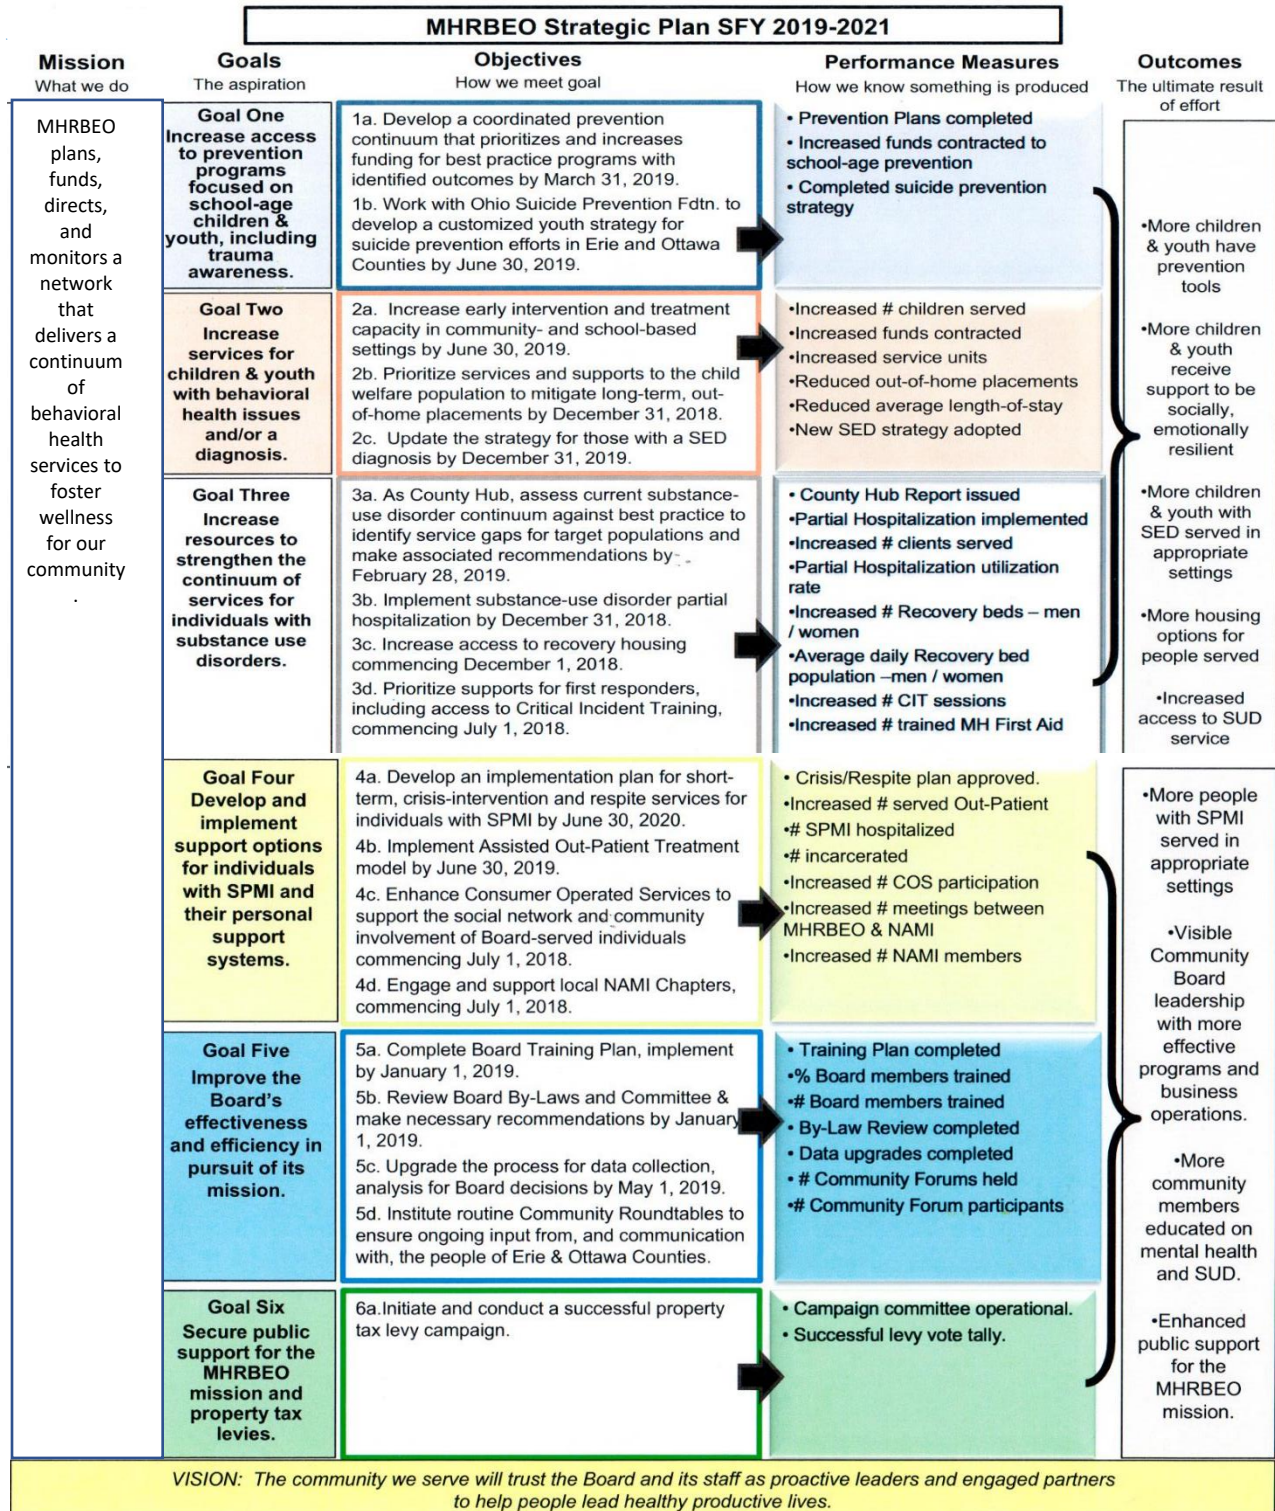 MHRBEO Strategic Plan SFY 2019-2021
Mission
What we do
Goals
The aspiration
Objectives
How we meet goal
Performance Measures
How we know something is produced
Outcomes
The ultimate result
of effort
MHRBEO
plans,
funds,
directs,
and
monitors a
network
that
delivers a
continuum
of
behavioral
health
services to
foster
wellness
for our
community
.
Goal One
Increase access
to prevention
programs
focused on
school-age
children &
youth, including
trauma
awareness.
1a. Develop a coordinated prevention
continuum that prioritizes and increases
funding for best practice programs with
identified outcomes by March 31, 2019.
1b. Work with Ohio Suicide Prevention Fdtn. to
develop a customized youth strategy for
suicide prevention efforts in Erie and Ottawa
Counties by June 30, 2019.
• Prevention Plans completed
• Increased funds contracted to
school-age prevention
• Completed suicide prevention
strategy
Goal Two
Increase
services for
children & youth
with behavioral
health issues
and/or a
diagnosis.
2a. Increase early intervention and treatment
capacity in community- and school-based
settings by June 30, 2019.
2b. Prioritize services and supports to the child
welfare population to mitigate long-term, out-
of-home placements by December 31, 2018.
2c. Update the strategy for those with a SED
diagnosis by December 31, 2019.
•Increased # children served
•Increased funds contracted
•Increased service units
•Reduced out-of-home placements
•Reduced average length-of-stay
•New SED strategy adopted
Goal Three
Increase
resources to
strengthen the
continuum of
services for
individuals with
substance use
disorders.
3a. As County Hub, assess current substance-
use disorder continuum against best practice to
identify service gaps for target populations and
make associated recommendations by
February 28, 2019.
3b. Implement substance-use disorder partial
hospitalization by December 31, 2018.
3c. Increase access to recovery housing
commencing December 1, 2018.
3d. Prioritize supports for first responders,
including access to Critical Incident Training,
commencing July 1, 2018.
• County Hub Report issued
•Partial Hospitalization implemented
•Increased # clients served
•Partial Hospitalization utilization
rate
•Increased # Recovery beds – men
/ women
•Average daily Recovery bed
population –men / women
•Increased # CIT sessions
•Increased # trained MH First Aid
•More children
& youth have
prevention
tools
•More children
& youth
receive
support to be
socially,
emotionally
resilient
•More children
& youth with
SED served in
appropriate
settings
•More housing
options for
people served
•Increased
access to SUD
service
Goal Four
Develop and
implement
support options
for individuals
with SPMI and
their personal
support
systems.
4a. Develop an implementation plan for short-
term, crisis-intervention and respite services for
individuals with SPMI by June 30, 2020.
4b. Implement Assisted Out-Patient Treatment
model by June 30, 2019.
4c. Enhance Consumer Operated Services to
support the social network and community
involvement of Board-served individuals
commencing July 1, 2018.
4d. Engage and support local NAMI Chapters,
commencing July 1, 2018.
• Crisis/Respite plan approved.
•Increased # served Out-Patient
•# SPMI hospitalized
•# incarcerated
•Increased # COS participation
•Increased # meetings between
MHRBEO & NAMI
•Increased # NAMI members
Goal Five
Improve the
Board's
effectiveness
and efficiency in
pursuit of its
mission.
5a. Complete Board Training Plan, implement
by January 1, 2019.
5b. Review Board By-Laws and Committee &
make necessary recommendations by January
1, 2019.
5c. Upgrade the process for data collection,
analysis for Board decisions by May 1, 2019.
5d. Institute routine Community Roundtables to
ensure ongoing input from, and communication
with, the people of Erie & Ottawa Counties.
• Training Plan completed
•% Board members trained
•# Board members trained
• By-Law Review completed
• Data upgrades completed
• # Community Forums held
•# Community Forum participants
Goal Six
Secure public
support for the
MHRBEO
mission and
property tax
levies.
6a.Initiate and conduct a successful property
tax levy campaign.
• Campaign committee operational.
• Successful levy vote tally.
•More people
with SPMI
served in
appropriate
settings
•Visible
Community
Board
leadership
with more
effective
programs and
business
operations.
•More
community
members
educated on
mental health
and SUD.
•Enhanced
public support
for the
MHRBEO
mission.
VISION: The community we serve will trust the Board and its staff as proactive leaders and engaged partners
to help people lead healthy productive lives.